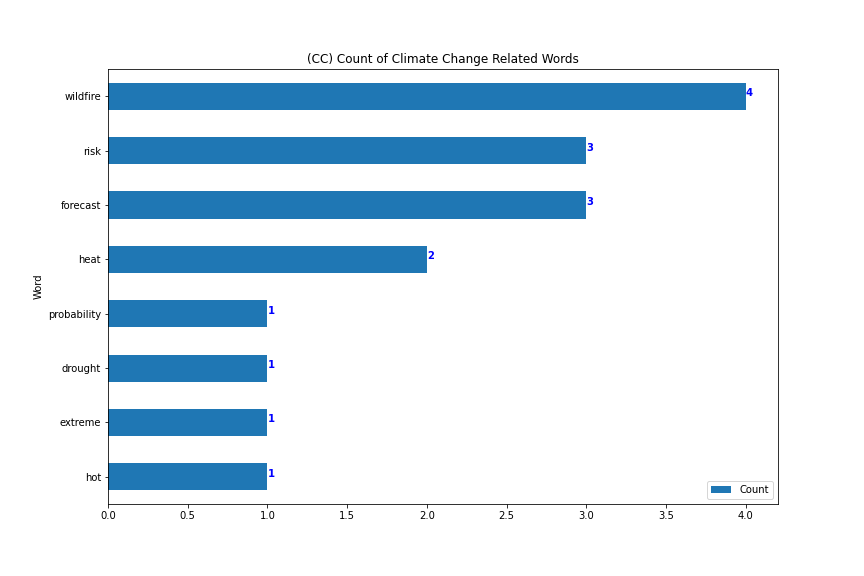 (CC) Count of Climate Change Related Words
wildfire 4
risk 3
forecast 3
heat 2
Word
probability 1
drought 1
extreme 1
hot 1
Count
0.0 0.5 1.0 1.5 2.0 2.5 3.0 3.5 4.0